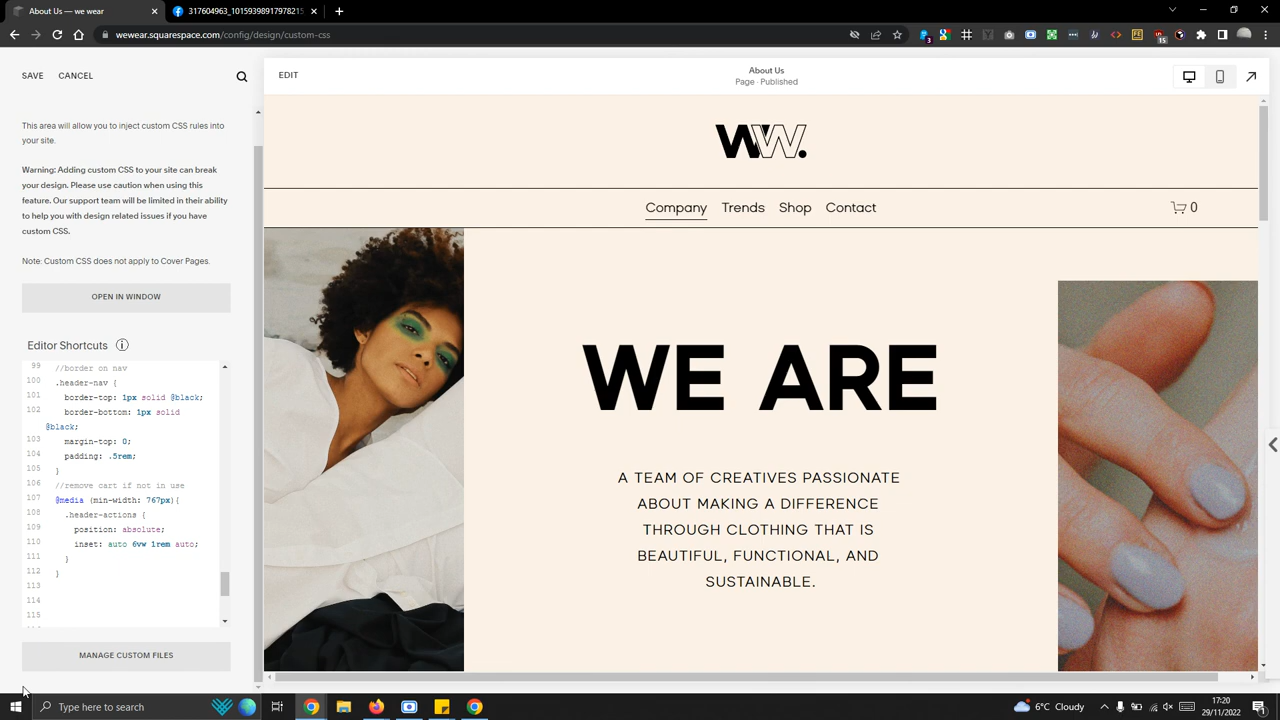 About Us — we wear
317604963_10159398917978215
wewear.squarespace.com/config/design/custom-css
SAVE CANCEL
EDIT
About Us
Page · Published
This area will allow you to inject custom CSS rules into
your site.
Warning: Adding custom CSS to your site can break
your design. Please use caution when using this
feature. Our support team will be limited in their ability
to help you with design related issues if you have
custom CSS.
Note: Custom CSS does not apply to Cover Pages.
OPEN IN WINDOW
Editor Shortcuts
99 //border on nav
100 .header-nav {
101 border-top: 1px solid @black;
102 border-bottom: 1px solid
@black;
103 margin-top: 0;
104 padding: .5rem;
105 }
106 //remove cart if not in use
107 @media (min-width: 767px){
108 .header-actions {
109 position: absolute;
110 inset: auto 6vw 1rem auto;
111 }
112 }
113
114
115
MANAGE CUSTOM FILES
WW.
Company Trends Shop Contact
0
WE ARE
A TEAM OF CREATIVES PASSIONATE
ABOUT MAKING A DIFFERENCE
THROUGH CLOTHING THAT IS
BEAUTIFUL, FUNCTIONAL, AND
SUSTAINABLE.
Type here to search
6°C Cloudy
17:20
29/11/2022